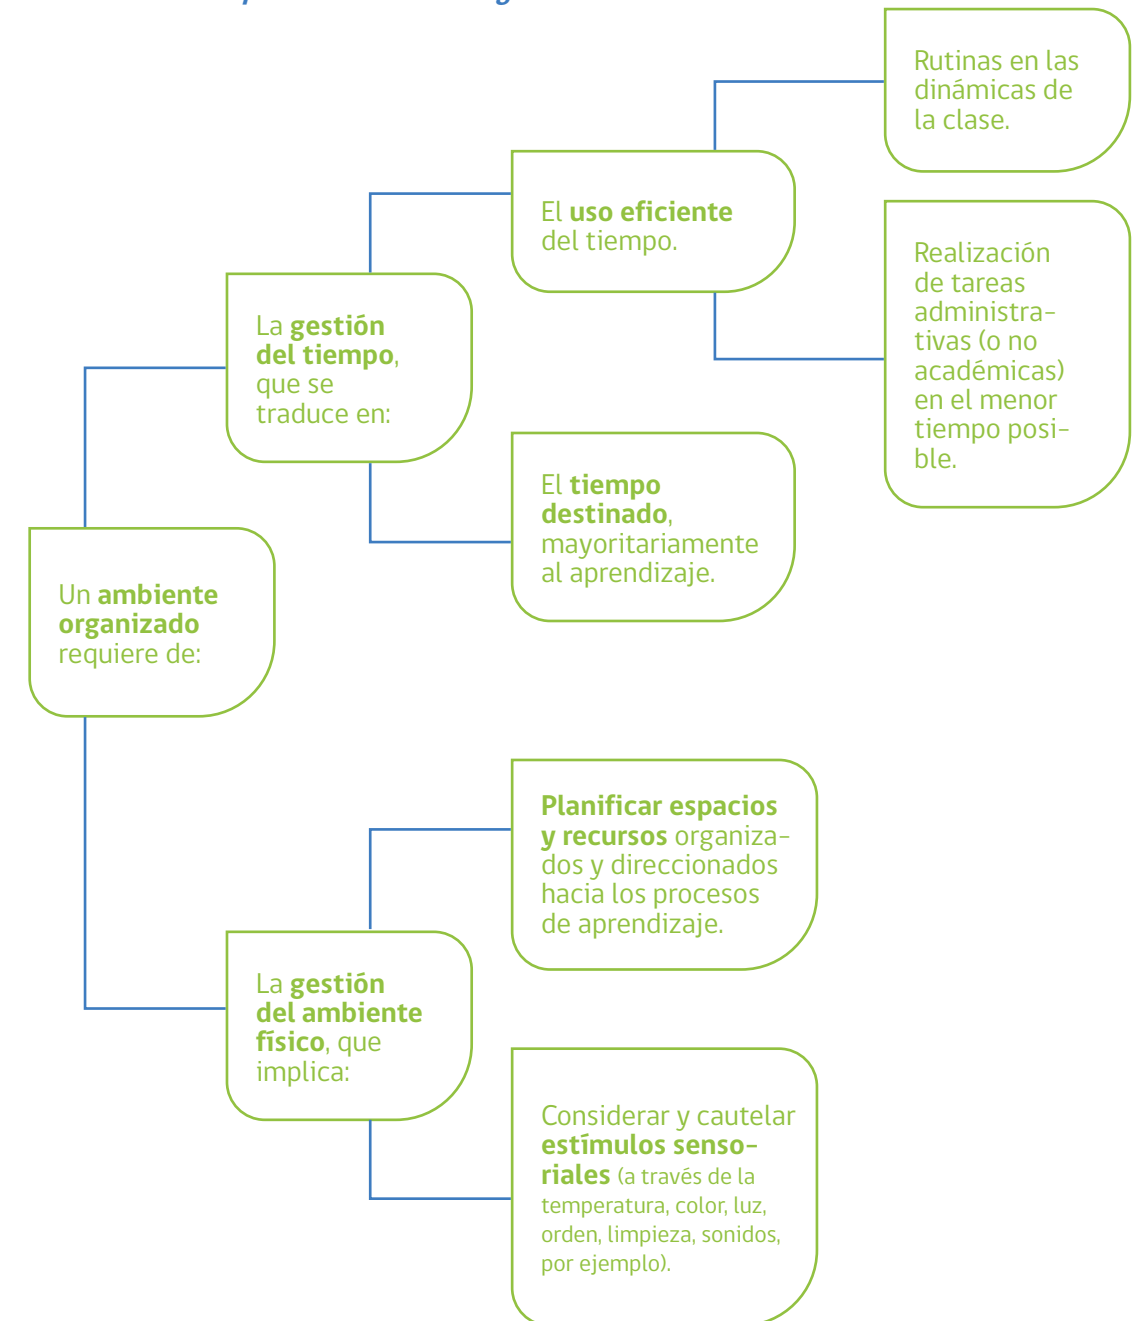 Rutinas en las
dinámicas de
la clase.
El uso eficiente
del tiempo.
Realización
de tareas
administra-
tivas (o no
académicas)
en el menor
tiempo posi-
ble.
La gestión
del tiempo,
que se
traduce en:
El tiempo
destinado,
mayoritariamente
al aprendizaje.
Un ambiente
organizado
requiere de:
Planificar espacios
y recursos organiza-
dos y direccionados
hacia los procesos
de aprendizaje.
La gestión
del ambiente
físico, que
implica:
Considerar y cautelar
estímulos senso-
riales (a través de la
temperatura, color, luz,
orden, limpieza, sonidos,
por ejemplo).